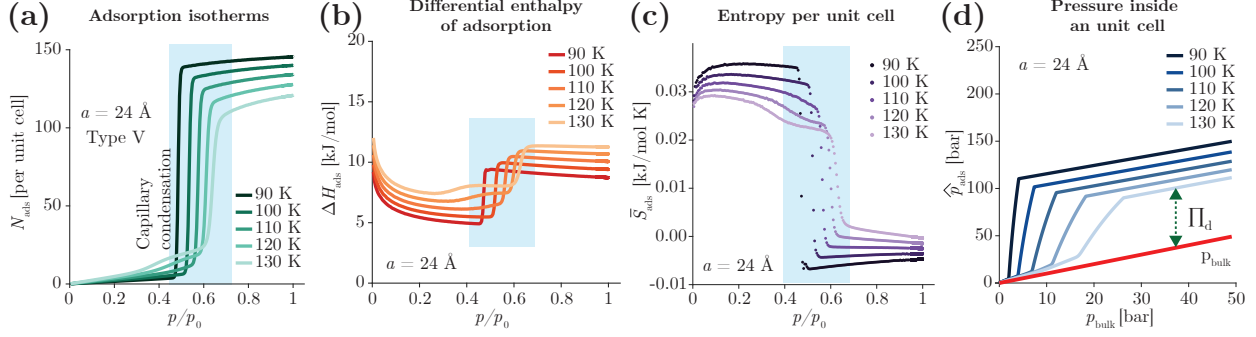 (a)
Adsorption isotherms
150
100
50
0
N_ads [per unit cell]
a = 24 Å
Type V
Capillary
condensation
90 K
100 K
110 K
120 K
130 K
0
0.2
0.4
0.6
0.8
1
p/p_0
(b)
Differential enthalpy
of adsorption
20
15
10
5
0
ΔH_ads [kJ/mol]
90 K
100 K
110 K
120 K
130 K
a = 24 Å
0
0.2
0.4
0.6
0.8
1
p/p_0
(c)
Entropy per unit cell
0.03
0.02
0.01
0.00
-0.01
S̅_ads [kJ/mol K]
90 K
100 K
110 K
120 K
130 K
a = 24 Å
0
0.2
0.4
0.6
0.8
1
p/p_0
(d)
Pressure inside
an unit cell
250
200
150
100
50
0
p̂_ads [bar]
a = 24 Å
90 K
100 K
110 K
120 K
130 K
Π_d
p_bulk
0
10
20
30
40
50
p_bulk [bar]